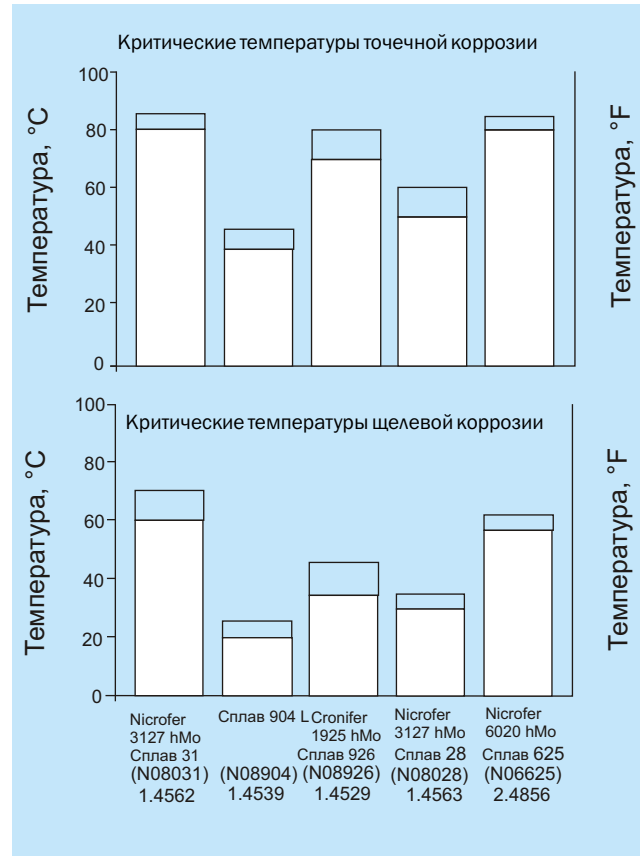 Критические температуры точечной коррозии
100
80
60
40
20
0
Температура, °C
Температура, °F
Критические температуры щелевой коррозии
100
80
60
40
20
0
Температура, °C
Температура, °F
Nicrofer
3127 hMo
Сплав 31
(N08031)
1.4562
Сплав 904 L
(N08904)
1.4539
Cronifer
1925 hMo
Сплав 926
(N08926)
1.4529
Nicrofer
3127 hMo
Сплав 28
(N08028)
1.4563
Nicrofer
6020 hMo
Сплав 625
(N06625)
2.4856